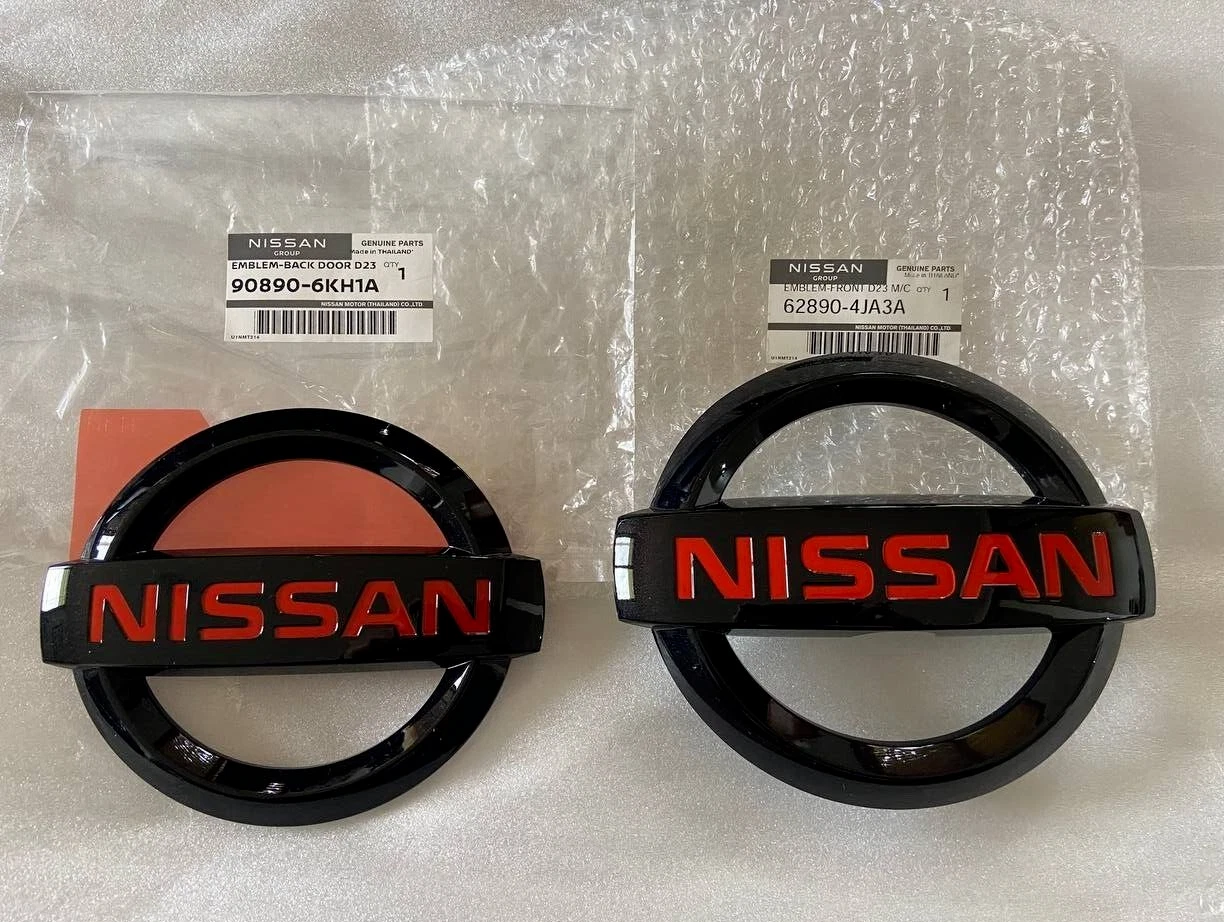 NISSAN
GROUP
GENUINE PARTS
Made in THAILAND*
EMBLEM-BACK DOOR D23 Q'TY 1
90890-6KH1A
NISSAN MOTOR (THAILAND) CO.,LTD
U1NMT214
NISSAN
GROUP
GENUINE PARTS
Made in THAILAND*
EMBLEM-FRONT D23 M/C Q'TY 1
62890-4JA3A
NISSAN MOTOR (THAILAND) CO.,LTD
U1NMT214
NISSAN
NISSAN